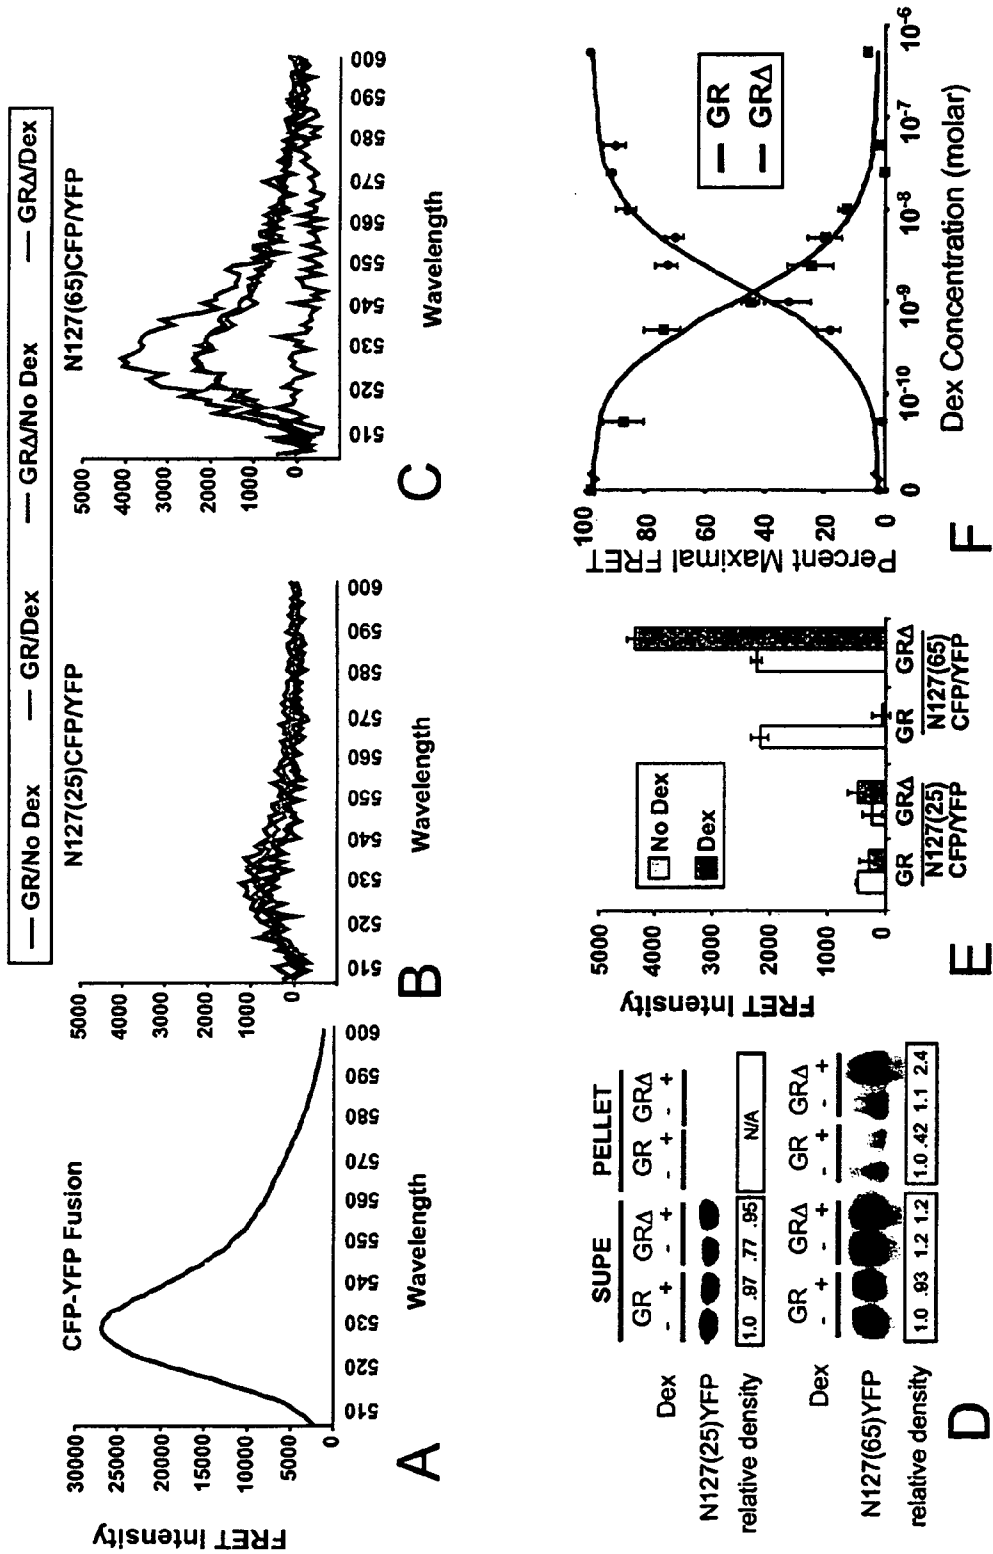 — GR/No Dex — GR/Dex — GRΔ/No Dex — GRΔ/Dex
CFP-YFP Fusion
FRET Intensity
30000
25000
20000
15000
10000
5000
0
510 520 530 540 550 560 570 580 590 600
Wavelength
A
N127(25)CFP/YFP
5000
4000
3000
2000
1000
0
510 520 530 540 550 560 570 580 590 600
Wavelength
B
N127(65)CFP/YFP
5000
4000
3000
2000
1000
0
510 520 530 540 550 560 570 580 590 600
Wavelength
C
SUPE PELLET
GR GRΔ GR GRΔ
Dex - + - + - + - +
N127(25)YFP
relative density 1.0 .97 .77 .95 N/A
GR GRΔ GR GRΔ
Dex - + - + - + - +
N127(65)YFP
relative density 1.0 .93 1.2 1.2 1.0 .42 1.1 2.4
D
FRET Intensity
5000
4000
3000
2000
1000
0
No Dex
Dex
GR GRΔ GR GRΔ
N127(25) N127(65)
CFP/YFP CFP/YFP
E
Percent Maximal FRET
100
80
60
40
20
0
GR
GRΔ
0 10-10 10-9 10-8 10-7 10-6
Dex Concentration (molar)
F